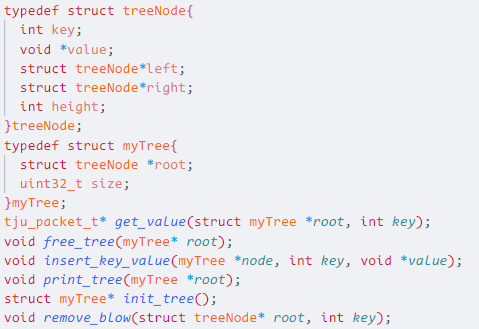 typedef struct treeNode{
int key;
void *value;
struct treeNode*left;
struct treeNode*right;
int height;
}treeNode;
typedef struct myTree{
struct treeNode *root;
uint32_t size;
}myTree;
tju_packet_t* get_value(struct myTree *root, int key);
void free_tree(myTree* root);
void insert_key_value(myTree *node, int key, void *value);
void print_tree(myTree *root);
struct myTree* init_tree();
void remove_blow(struct treeNode* root, int key);